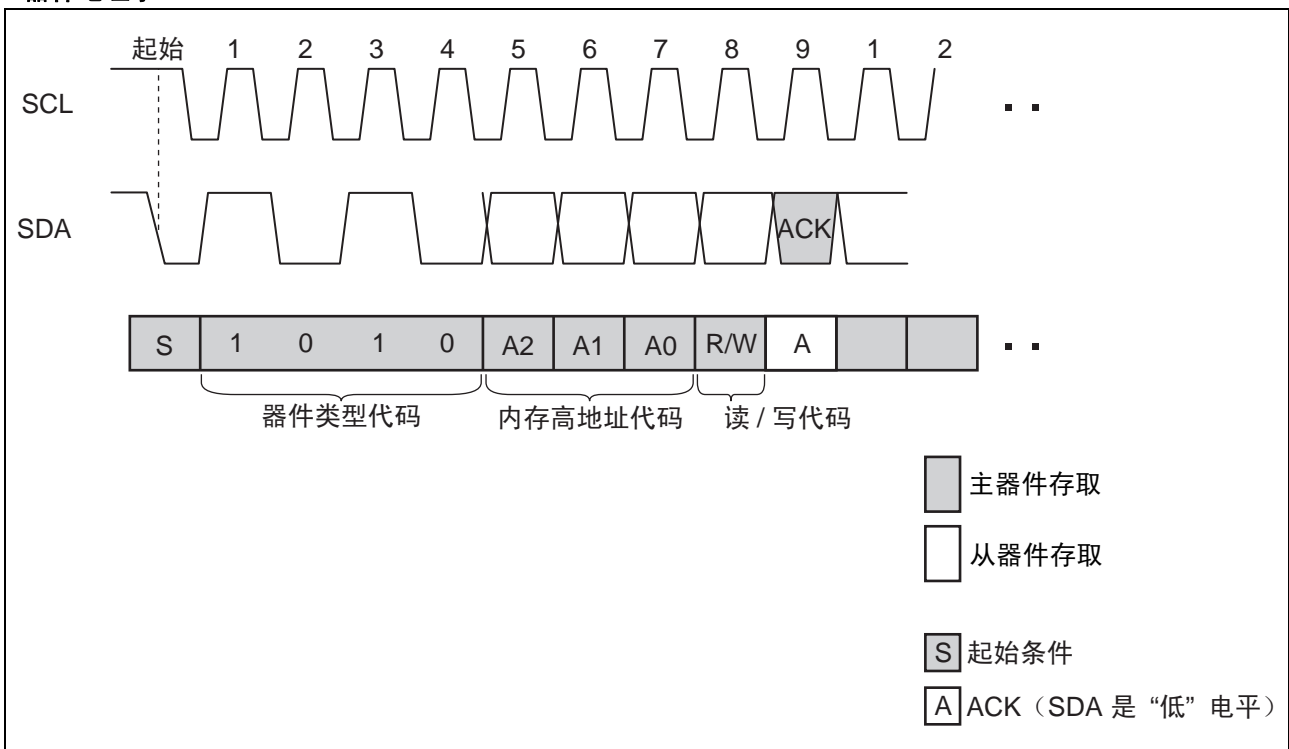 起始 1 2 3 4 5 6 7 8 9 1 2
SCL
SDA
ACK
S 1 0 1 0 A2 A1 A0 R/W A
器件类型代码 内存高地址代码 读 / 写代码
主器件存取
从器件存取
S 起始条件
A ACK（SDA 是 “低” 电平）